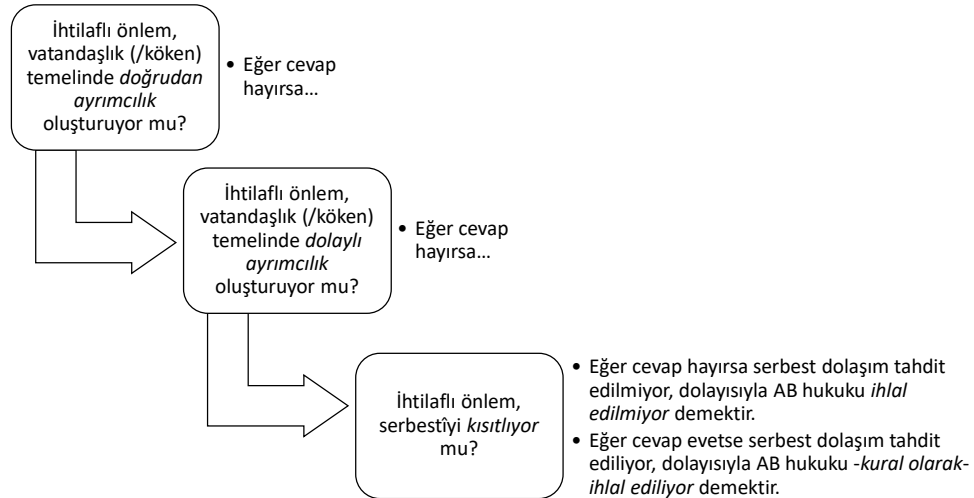 İhtilaflı önlem,
vatandaşlık (/köken)
temelinde doğrudan
ayrımcılık
oluşturuyor mu?
• Eğer cevap
hayırsa…
İhtilaflı önlem,
vatandaşlık (/köken)
temelinde dolaylı
ayrımcılık
oluşturuyor mu?
• Eğer cevap
hayırsa…
İhtilaflı önlem,
serbestîyi kısıtlıyor
mu?
• Eğer cevap hayırsa serbest dolaşım tahdit
edilmiyor, dolayısıyla AB hukuku ihlal
edilmiyor demektir.
• Eğer cevap evetse serbest dolaşım tahdit
ediliyor, dolayısıyla AB hukuku -kural olarak-
ihlal ediliyor demektir.